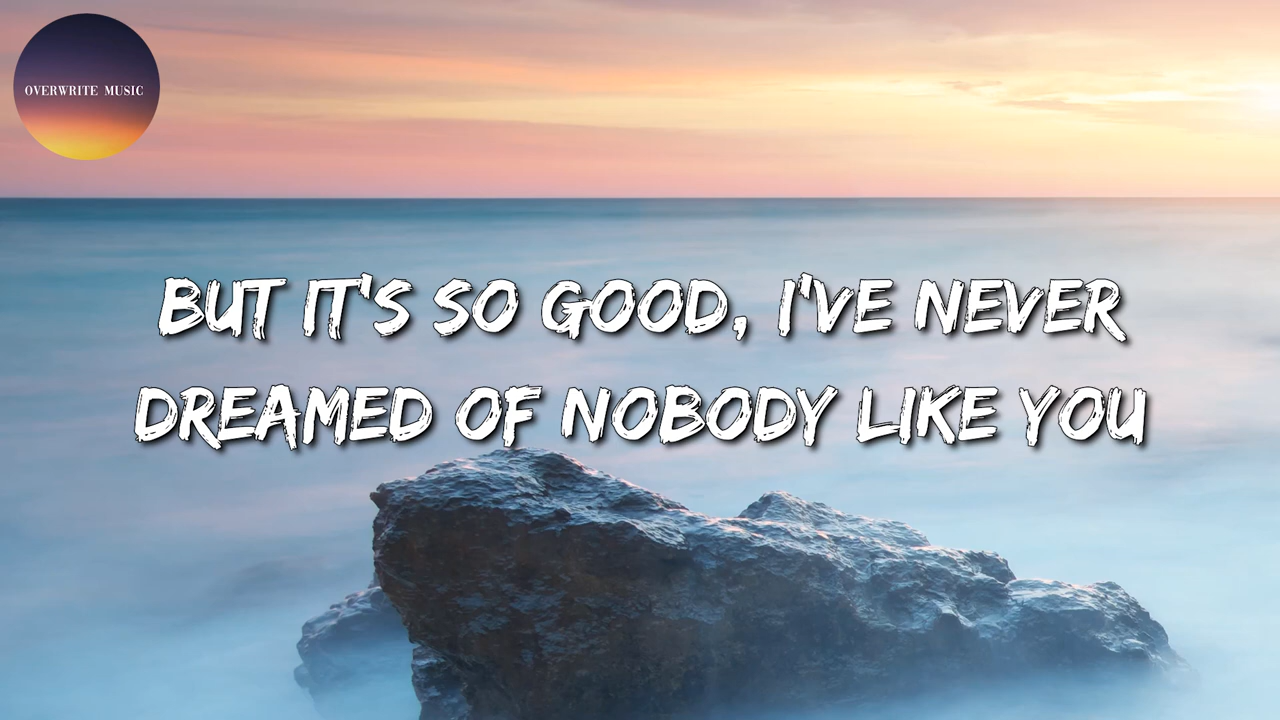 OVERWRITE MUSIC
BUT IT'S SO GOOD, I'VE NEVER
DREAMED OF NOBODY LIKE YOU